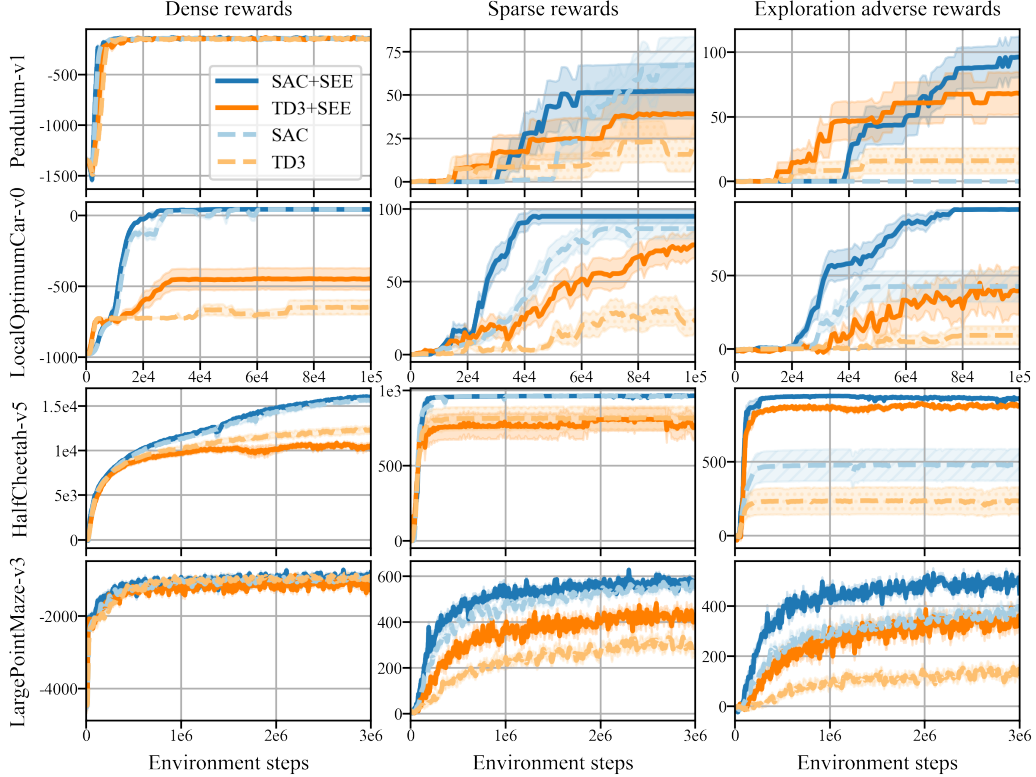 Dense rewards
Sparse rewards
Exploration adverse rewards
Pendulum-v1
-500
-1000
-1500
SAC+SEE
TD3+SEE
SAC
TD3
75
50
25
0
100
50
0
LocalOptimumCar-v0
0
-500
-1000
0 2e4 4e4 6e4 8e4 1e5
100
50
0
0 2e4 4e4 6e4 8e4 1e5
50
0
0 2e4 4e4 6e4 8e4 1e5
HalfCheetah-v5
1.5e4
1e4
5e3
0
1e3
500
0
500
0
LargePointMaze-v3
-2000
-4000
0 1e6 2e6 3e6
600
400
200
0
0 1e6 2e6 3e6
400
200
0
0 1e6 2e6 3e6
Environment steps
Environment steps
Environment steps